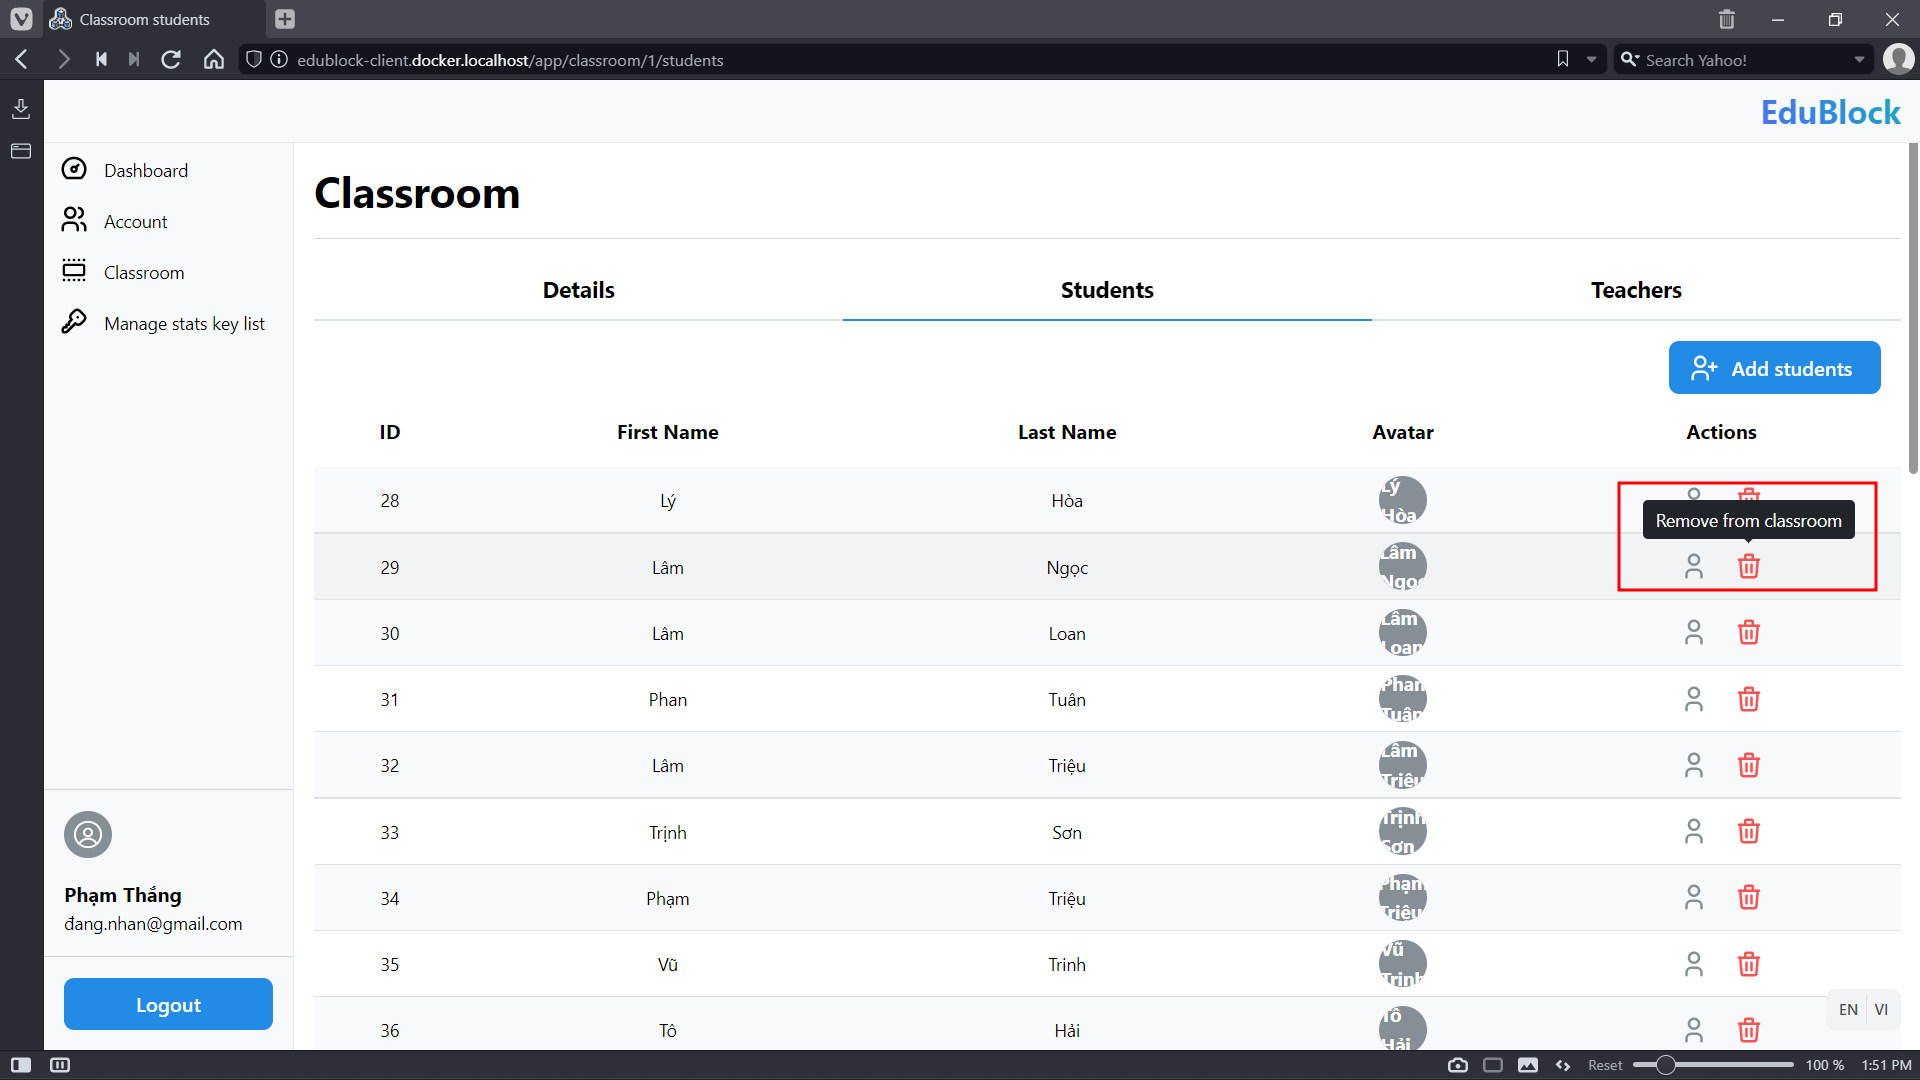 Classroom students
edublock-client.docker.localhost/app/classroom/1/students
Search Yahoo!
EduBlock
Dashboard
Account
Classroom
Manage stats key list
Classroom
Details Students Teachers
Add students
ID First Name Last Name Avatar Actions
28 Lý Hòa Lý Hòa
Remove from classroom
29 Lâm Ngọc Lâm Ngọc
30 Lâm Loan Lâm Loan
31 Phan Tuân Phan Tuân
32 Lâm Triệu Lâm Triệu
33 Trịnh Sơn Trịnh Sơn
34 Phạm Triệu Phạm Triệu
35 Vũ Trinh Vũ Trinh
36 Tô Hải Tô Hải
Phạm Thắng
đang.nhan@gmail.com
Logout
EN VI
Reset 100 % 1:51 PM